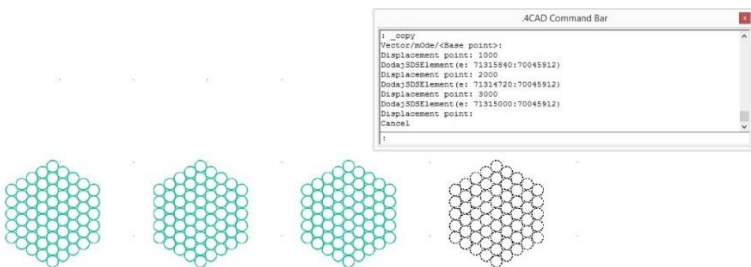 .4CAD Command Bar
x
: _copy
Vector/mOde/<Base point>:
Displacement point: 1000
DodajSDSElement(e: 71315840:70045912)
Displacement point: 2000
DodajSDSElement(e: 71314720:70045912)
Displacement point: 3000
DodajSDSElement(e: 71315000:70045912)
Displacement point:
Cancel
: